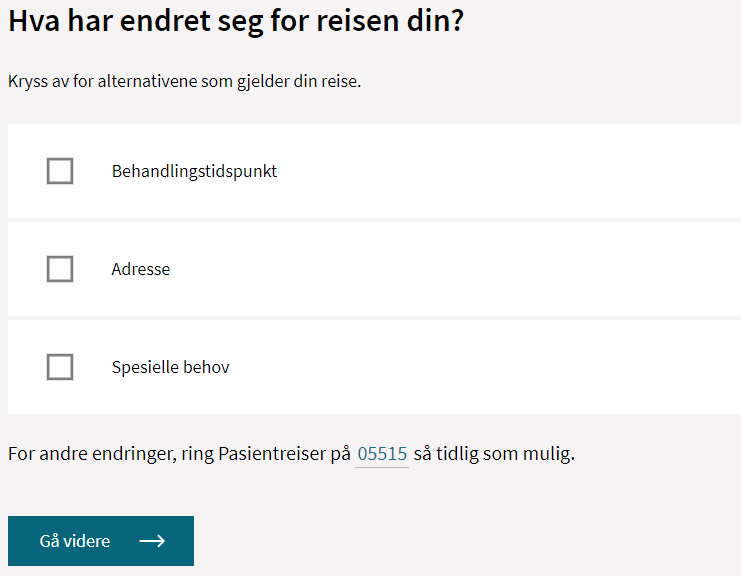 Hva har endret seg for reisen din?
Kryss av for alternativene som gjelder din reise.
Behandlingstidspunkt
Adresse
Spesielle behov
For andre endringer, ring Pasientreiser på 05515 så tidlig som mulig.
Gå videre